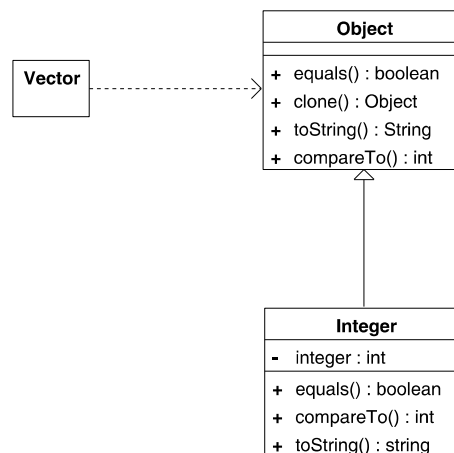 Object
+ equals() : boolean
Vector
+ clone() : Object
+ toString() : String
+ compareTo() : int
Integer
- integer : int
+ equals() : boolean
+ compareTo() : int
+ toString() : string